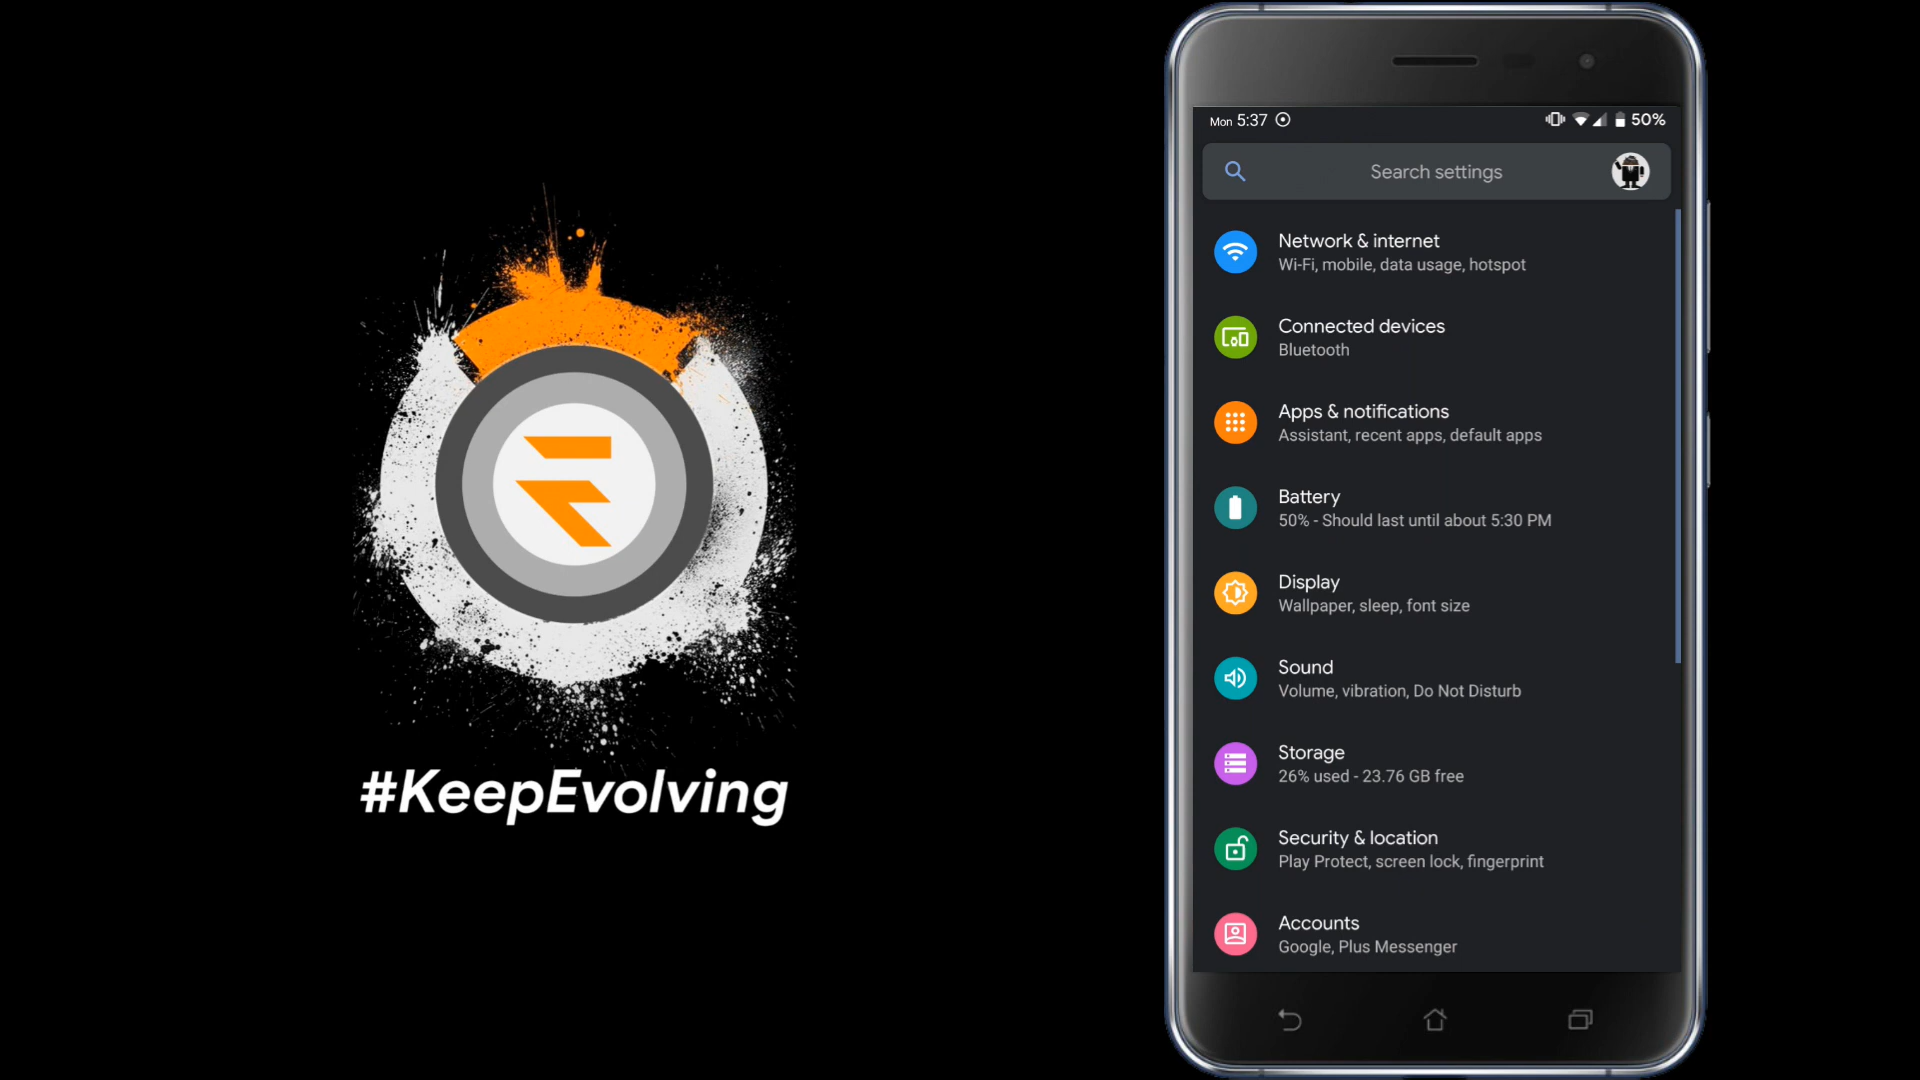 #KeepEvolving
Mon 5:37 50%
Search settings
Network & internet
Wi-Fi, mobile, data usage, hotspot
Connected devices
Bluetooth
Apps & notifications
Assistant, recent apps, default apps
Battery
50% - Should last until about 5:30 PM
Display
Wallpaper, sleep, font size
Sound
Volume, vibration, Do Not Disturb
Storage
26% used - 23.76 GB free
Security & location
Play Protect, screen lock, fingerprint
Accounts
Google, Plus Messenger